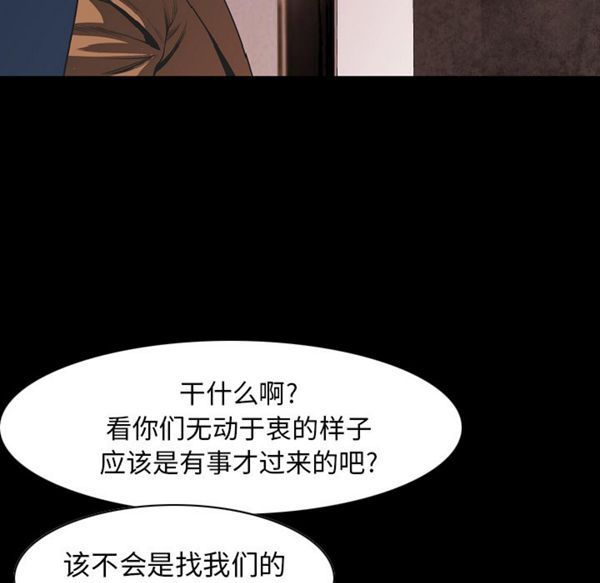 干什么啊?
看你们无动于衷的样子
应该是有事才过来的吧?
该不会是找我们的